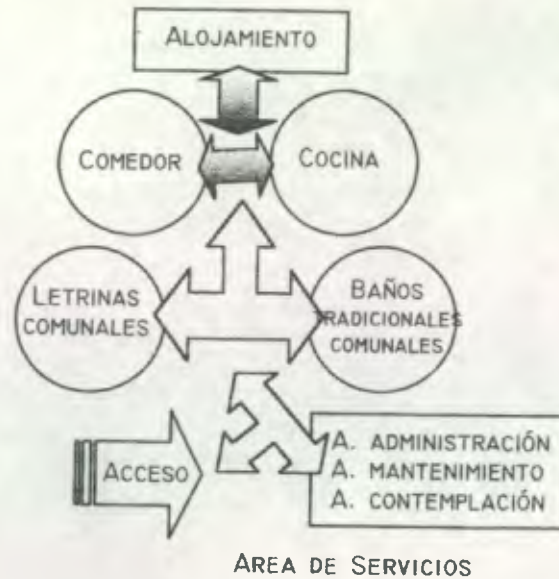 ALOJAMIENTO
COMEDOR
COCINA
LETRINAS
COMUNALES
BAÑOS
TRADICIONALES
COMUNALES
ACCESO
A. ADMINISTRACIÓN
A. MANTENIMIENTO
A. CONTEMPLACIÓN
AREA DE SERVICIOS